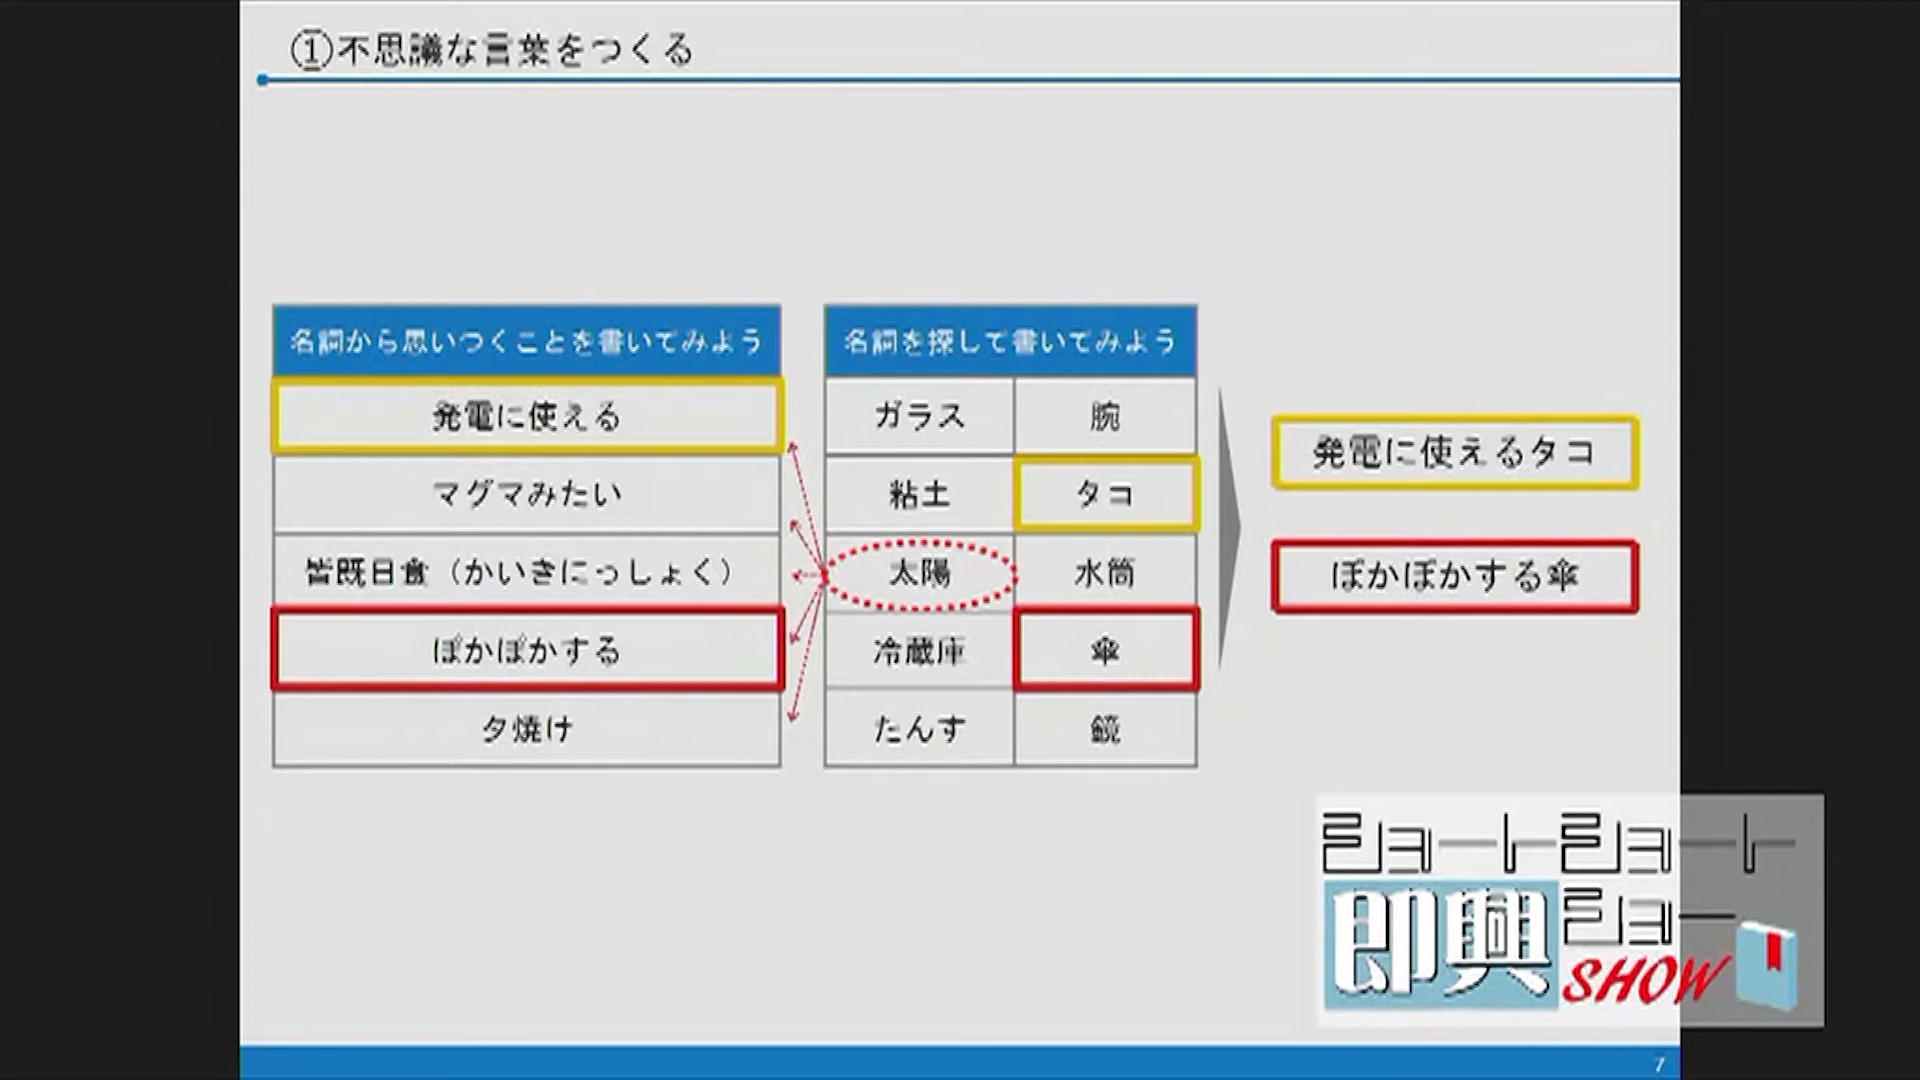 ①不思議な言葉をつくる
名詞から思いつくことを書いてみよう
発電に使える
マグマみたい
皆既日食(かいきにっしょく)
ぽかぽかする
夕焼け
名詞を探して書いてみよう
ガラス 腕
粘土 タコ
太陽 水筒
冷蔵庫 傘
たんす 鏡
発電に使えるタコ
ぽかぽかする傘
ショートショート
即興ショー
SHOW
7